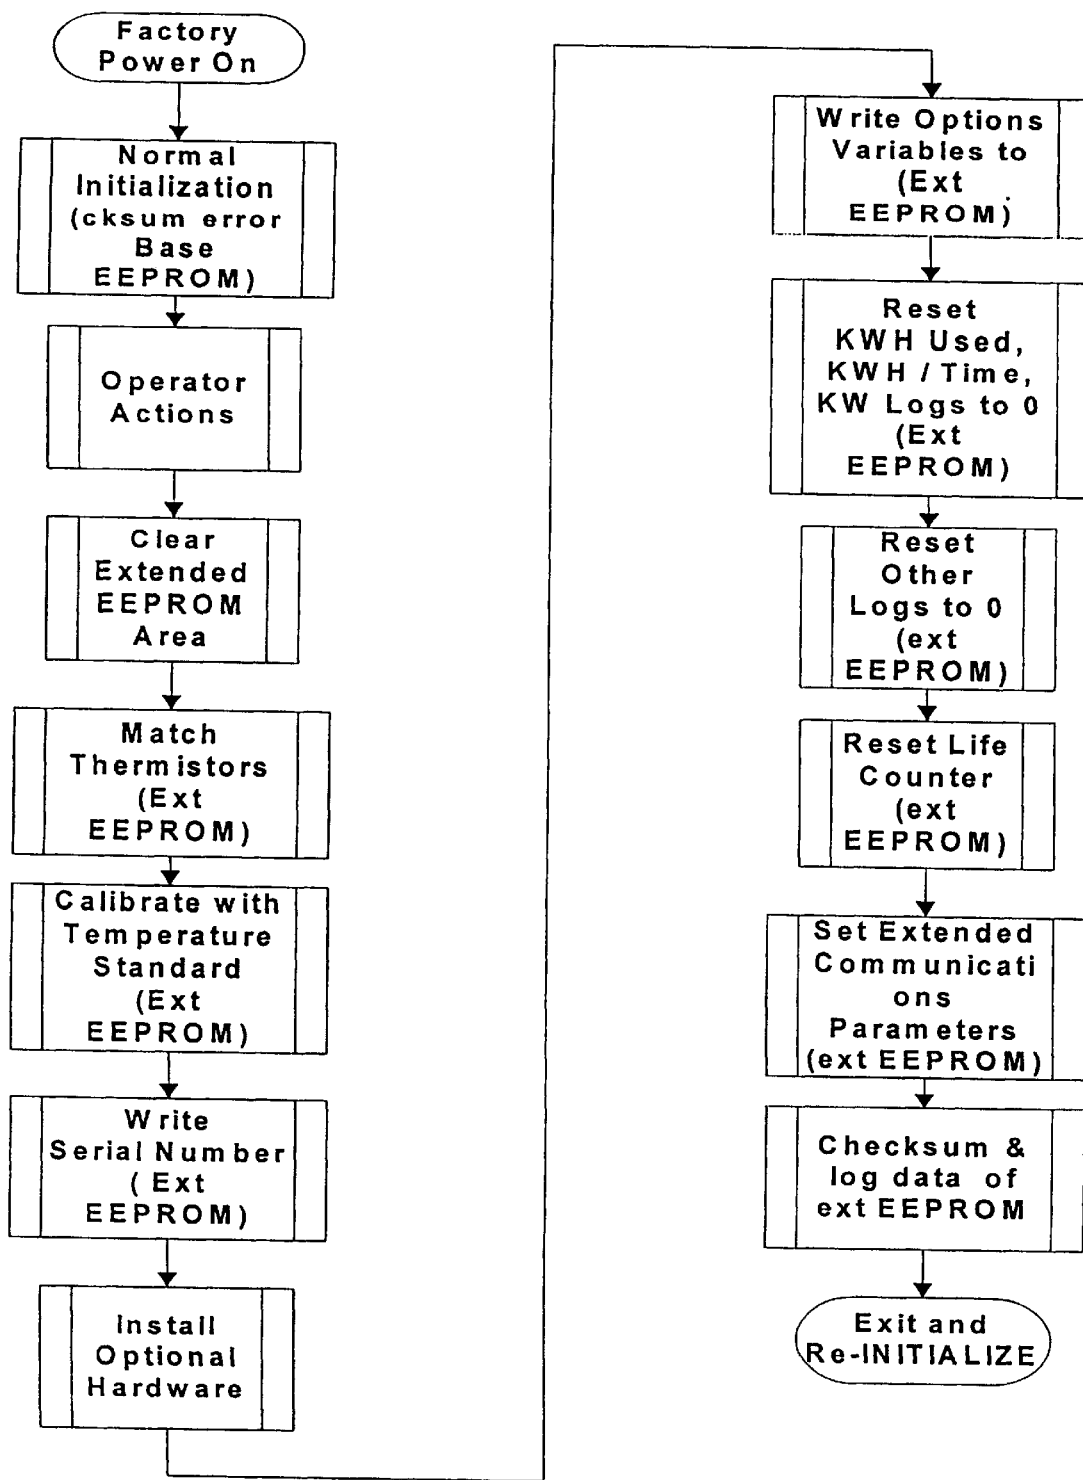 Factory
Power On
Normal
Initialization
(cksum error
Base
EEPROM)
Operator
Actions
Clear
Extended
EEPROM
Area
Match
Thermistors
(Ext
EEPROM)
Calibrate with
Temperature
Standard
(Ext
EEPROM)
Write
Serial Number
( Ext
EEPROM)
Install
Optional
Hardware
Write Options
Variables to
(Ext
EEPROM)
Reset
KWH Used,
KWH / Time,
KW Logs to 0
(Ext
EEPROM)
Reset
Other
Logs to 0
(ext
EEPROM)
Reset Life
Counter
(ext
EEPROM)
Set Extended
Communicati
ons
Parameters
(ext EEPROM)
Checksum &
log data of
ext EEPROM
Exit and
Re-INITIALIZE